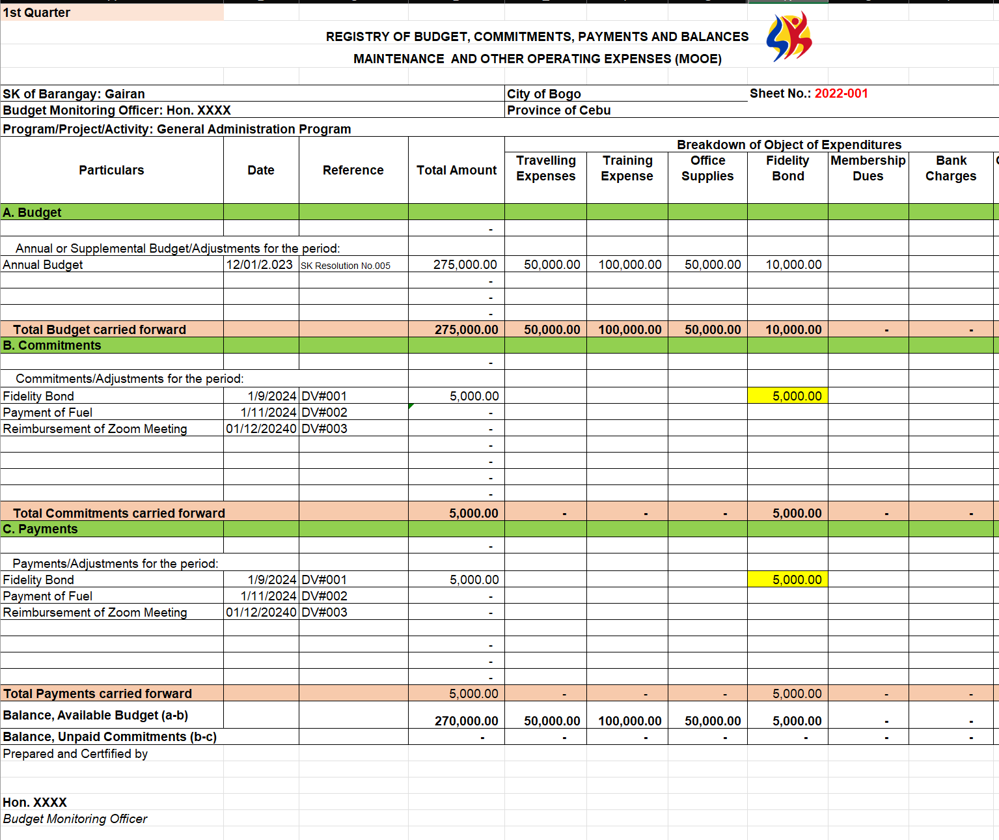 1st Quarter
REGISTRY OF BUDGET, COMMITMENTS, PAYMENTS AND BALANCES
MAINTENANCE AND OTHER OPERATING EXPENSES (MOOE)
SK of Barangay: Gairan City of Bogo Sheet No.: 2022-001
Budget Monitoring Officer: Hon. XXXX Province of Cebu
Program/Project/Activity: General Administration Program
Breakdown of Object of Expenditures
Particulars Date Reference Total Amount Travelling Expenses Training Expense Office Supplies Fidelity Bond Membership Dues Bank Charges
A. Budget
-
Annual or Supplemental Budget/Adjustments for the period:
Annual Budget 12/01/2.023 SK Resolution No.005 275,000.00 50,000.00 100,000.00 50,000.00 10,000.00
-
-
-
Total Budget carried forward 275,000.00 50,000.00 100,000.00 50,000.00 10,000.00 - -
B. Commitments
-
Commitments/Adjustments for the period:
Fidelity Bond 1/9/2024 DV#001 5,000.00 5,000.00
Payment of Fuel 1/11/2024 DV#002 -
Reimbursement of Zoom Meeting 01/12/20240 DV#003 -
-
-
-
-
Total Commitments carried forward 5,000.00 - - - 5,000.00 - -
C. Payments
-
Payments/Adjustments for the period:
Fidelity Bond 1/9/2024 DV#001 5,000.00 5,000.00
Payment of Fuel 1/11/2024 DV#002 -
Reimbursement of Zoom Meeting 01/12/20240 DV#003 -
-
-
-
Total Payments carried forward 5,000.00 - - - 5,000.00 - -
Balance, Available Budget (a-b) 270,000.00 50,000.00 100,000.00 50,000.00 5,000.00 - -
Balance, Unpaid Commitments (b-c) - - - - - - -
Prepared and Certfified by
Hon. XXXX
Budget Monitoring Officer